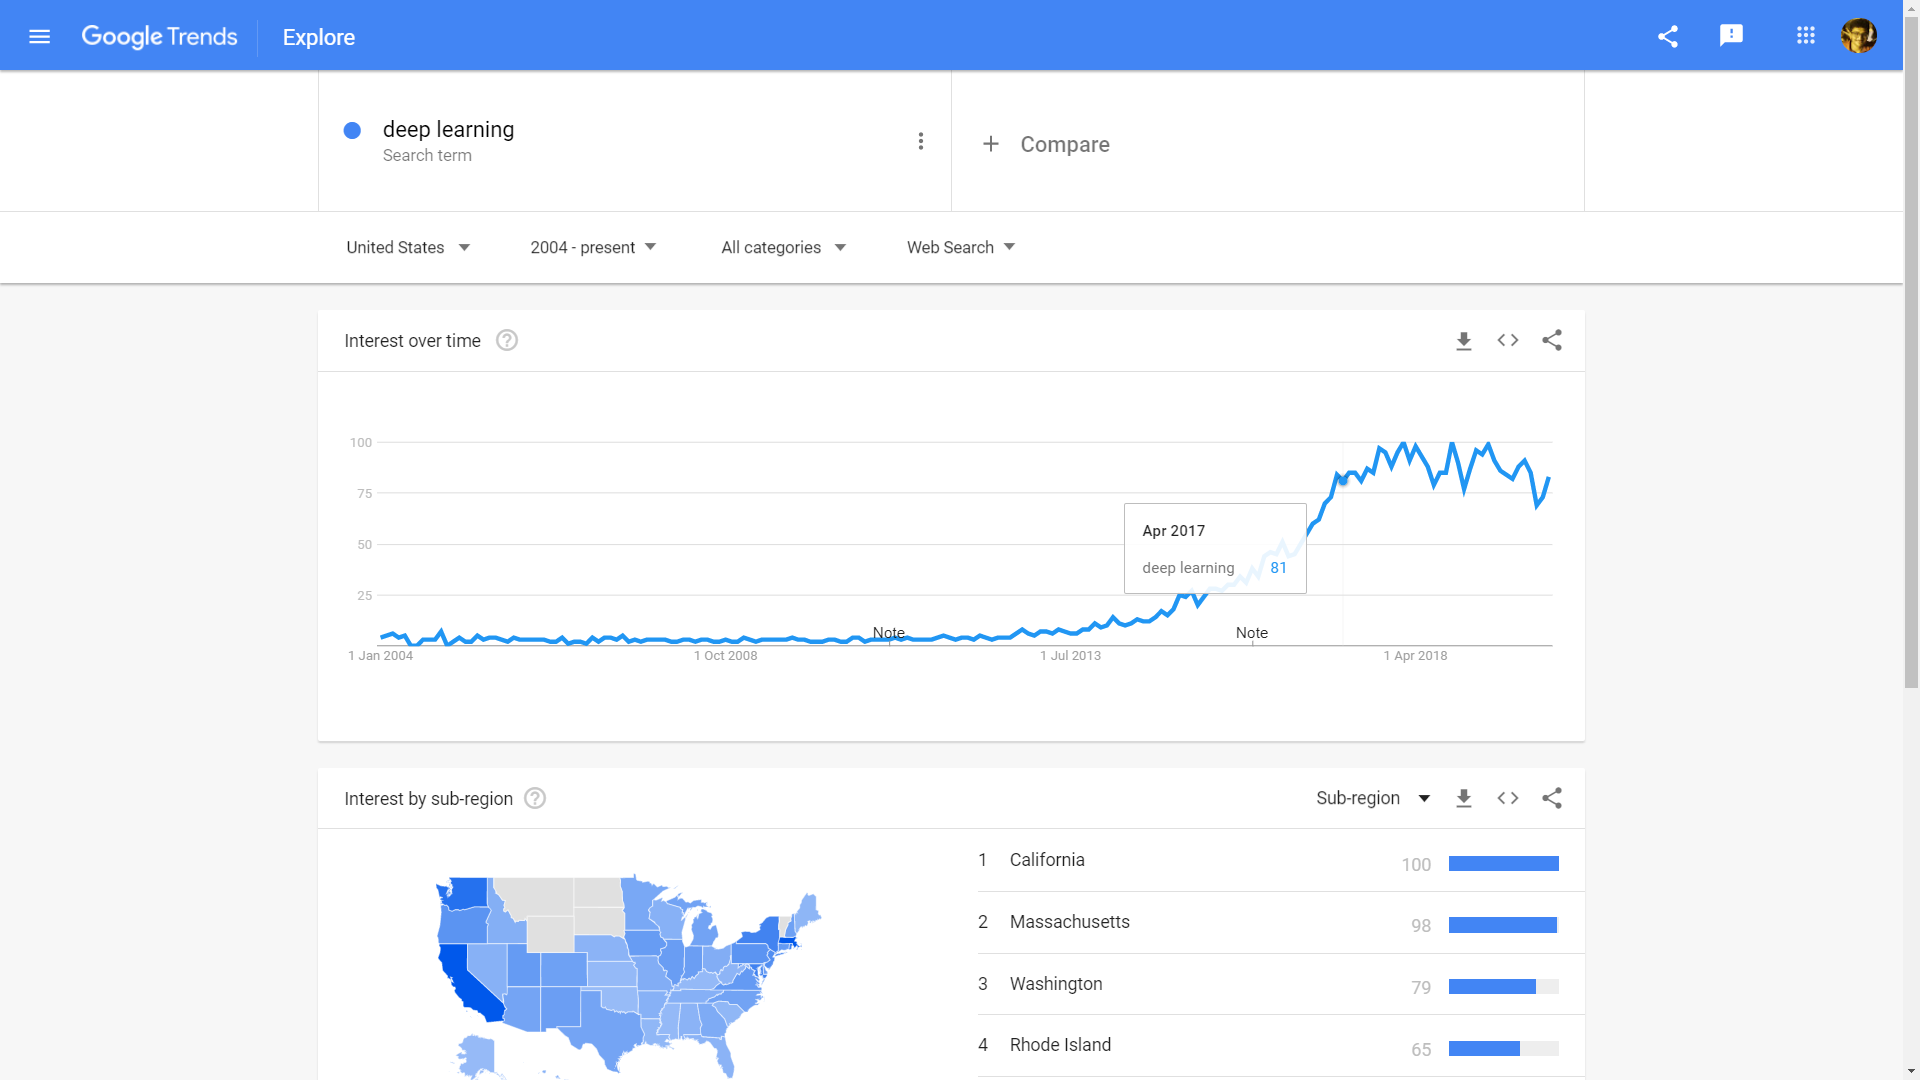 Google Trends Explore
deep learning
Search term
+ Compare
United States 2004 - present All categories Web Search
Interest over time
100
75
50
25
Apr 2017
deep learning 81
Note Note
1 Jan 2004 1 Oct 2008 1 Jul 2013 1 Apr 2018
Interest by sub-region Sub-region
1 California 100
2 Massachusetts 98
3 Washington 79
4 Rhode Island 65